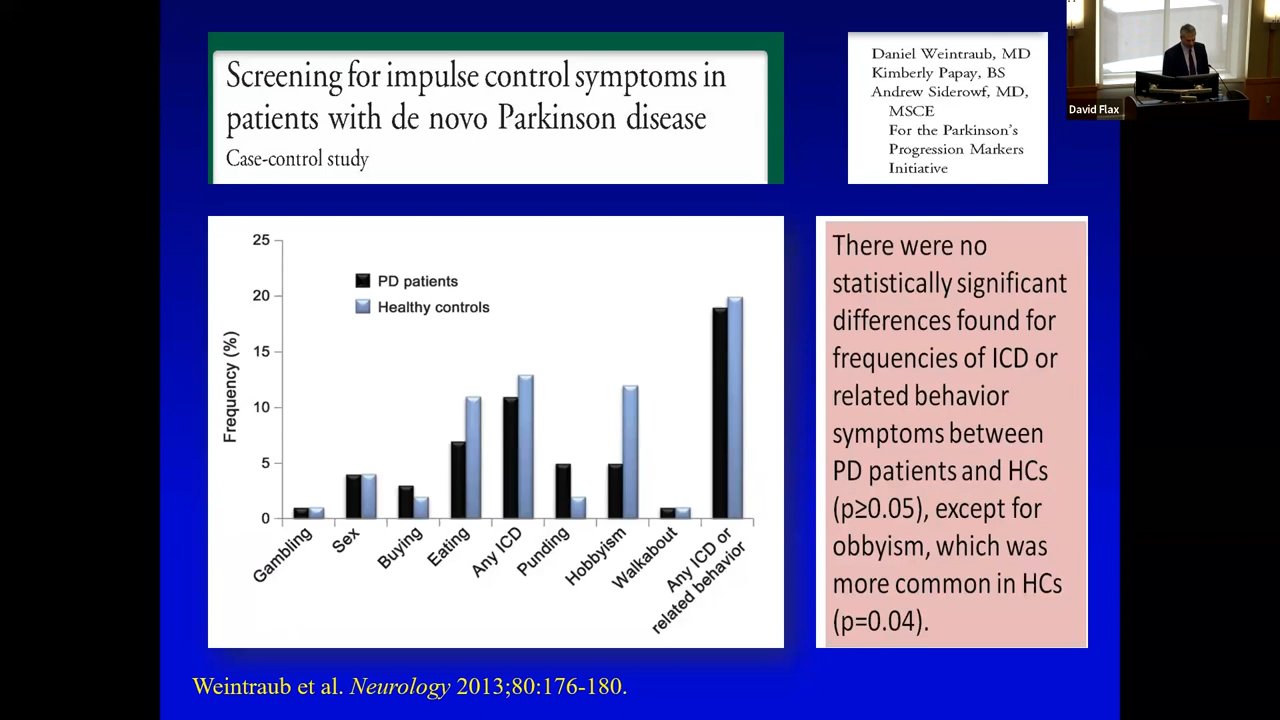 Screening for impulse control symptoms in
patients with de novo Parkinson disease
Case-control study
Daniel Weintraub, MD
Kimberly Papay, BS
Andrew Siderowf, MD,
MSCE
For the Parkinson's
Progression Markers
Initiative
David Flax
25
20
15
10
5
0
Frequency (%)
PD patients
Healthy controls
Gambling
Sex
Buying
Eating
Any ICD
Punding
Hobbyism
Walkabout
Any ICD or
related behavior
There were no
statistically significant
differences found for
frequencies of ICD or
related behavior
symptoms between
PD patients and HCs
(p≥0.05), except for
obbyism, which was
more common in HCs
(p=0.04).
Weintraub et al. Neurology 2013;80:176-180.